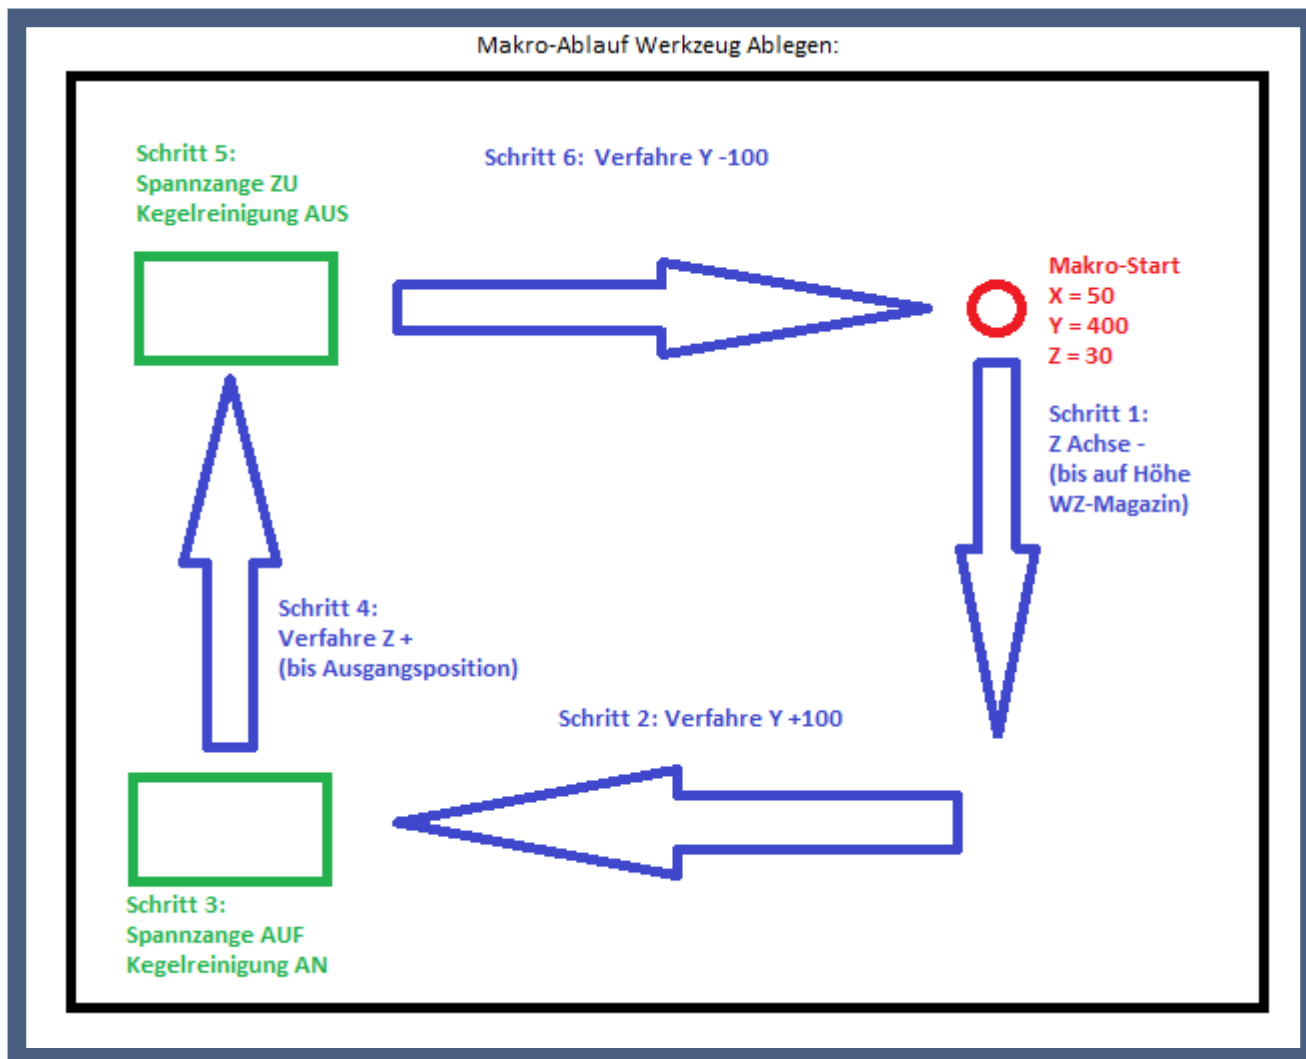 Makro-Ablauf Werkzeug Ablegen:
Schritt 5:
Spannzange ZU
Kegelreinigung AUS
Schritt 6: Verfahre Y -100
Makro-Start
X = 50
Y = 400
Z = 30
Schritt 1:
Z Achse -
(bis auf Höhe
WZ-Magazin)
Schritt 4:
Verfahre Z +
(bis Ausgangsposition)
Schritt 2: Verfahre Y +100
Schritt 3:
Spannzange AUF
Kegelreinigung AN